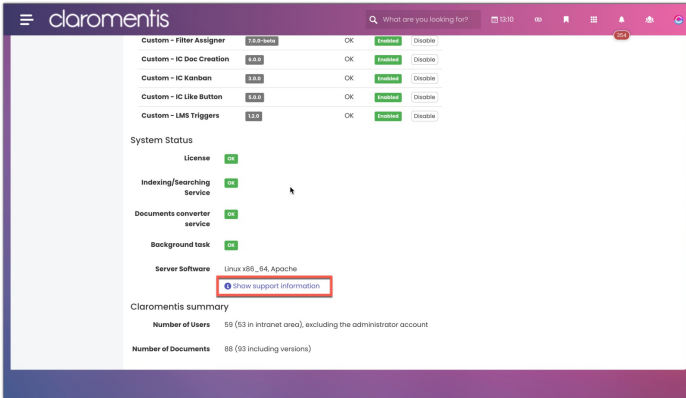 claromentis
What are you looking for?
13:10
354
Custom - Filter Assigner 7.0.0-beta OK Enabled Disable
Custom - IC Doc Creation 6.0.0 OK Enabled Disable
Custom - IC Kanban 3.0.0 OK Enabled Disable
Custom - IC Like Button 5.0.0 OK Enabled Disable
Custom - LMS Triggers 1.2.0 OK Enabled Disable
System Status
License OK
Indexing/Searching OK
Service
Documents converter OK
service
Background task OK
Server Software Linux x86_64, Apache
Show support information
Claromentis summary
Number of Users 59 (53 in intranet area), excluding the administrator account
Number of Documents 88 (93 including versions)